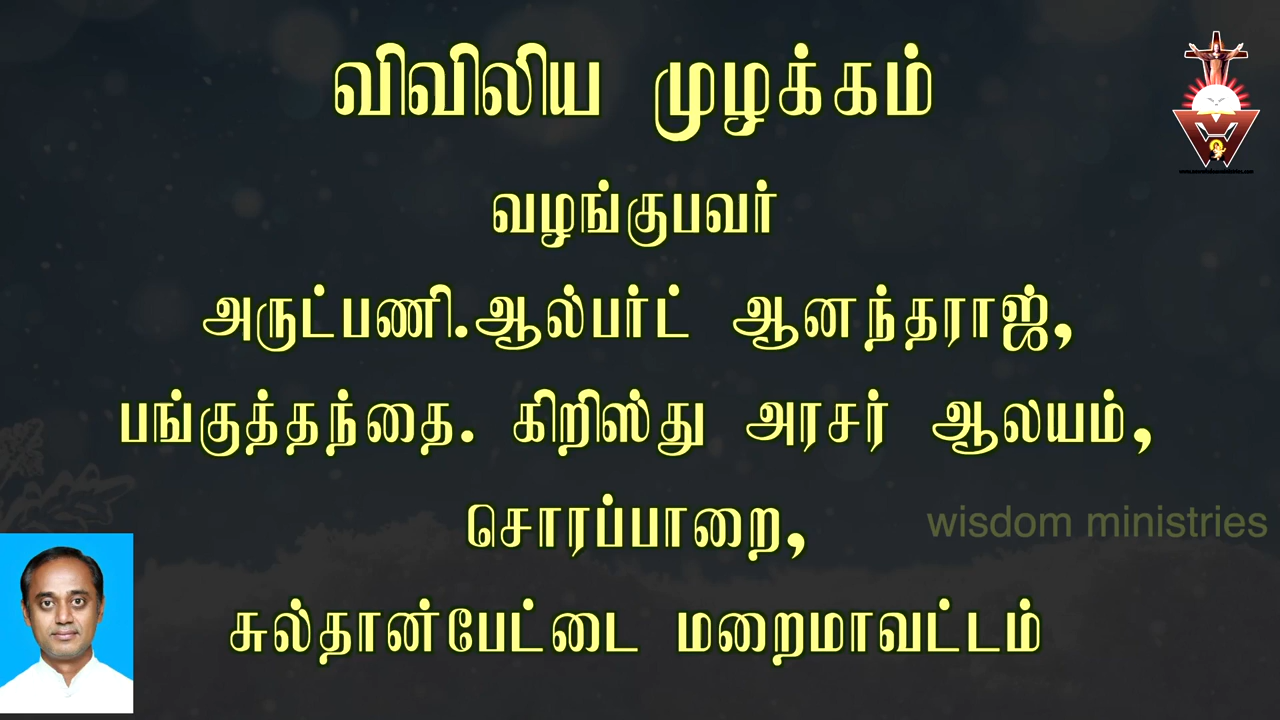 விவிலிய முழக்கம்
வழங்குபவர்
அருட்பணி.ஆல்பர்ட் ஆனந்தராஜ்,
பங்குத்தந்தை. கிறிஸ்து அரசர் ஆலயம்,
சொரப்பாறை,
wisdom ministries
சுல்தான்பேட்டை மறைமாவட்டம்